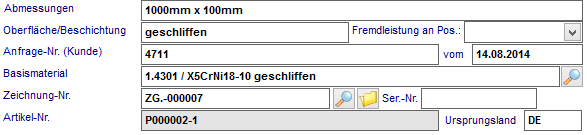 Abmessungen 1000mm x 100mm
Oberfläche/Beschichtung geschliffen Fremdleistung an Pos.:
Anfrage-Nr. (Kunde) 4711 vom 14.08.2014
Basismaterial 1.4301 / X5CrNi18-10 geschliffen
Zeichnung-Nr. ZG.-000007 Ser.-Nr.
Artikel-Nr. P000002-1 Ursprungsland DE